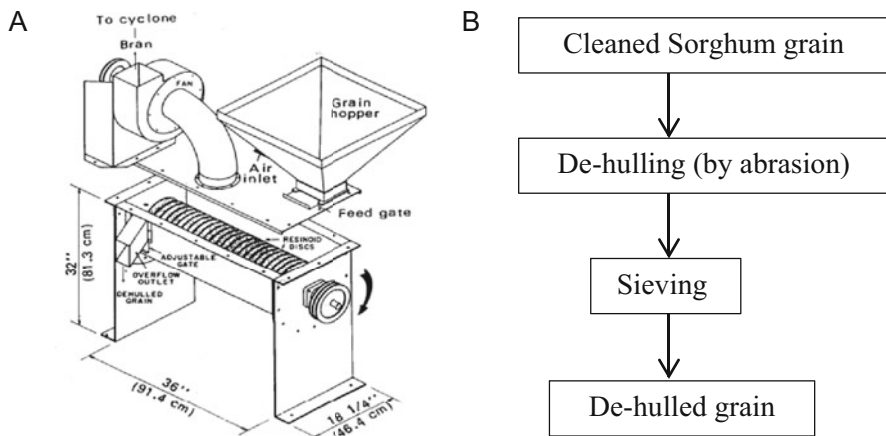 A
To cyclone
Bran
FAN
Grain
hopper
Air
inlet
Feed gate
RESINOID
DISCS
ADJUSTABLE
GATE
OVERFLOW
OUTLET
DEHULLED
GRAIN
32''
(81.3 cm)
36''
(91.4 cm)
18 1/4''
(46.4 cm)
B
Cleaned Sorghum grain
De-hulling (by abrasion)
Sieving
De-hulled grain